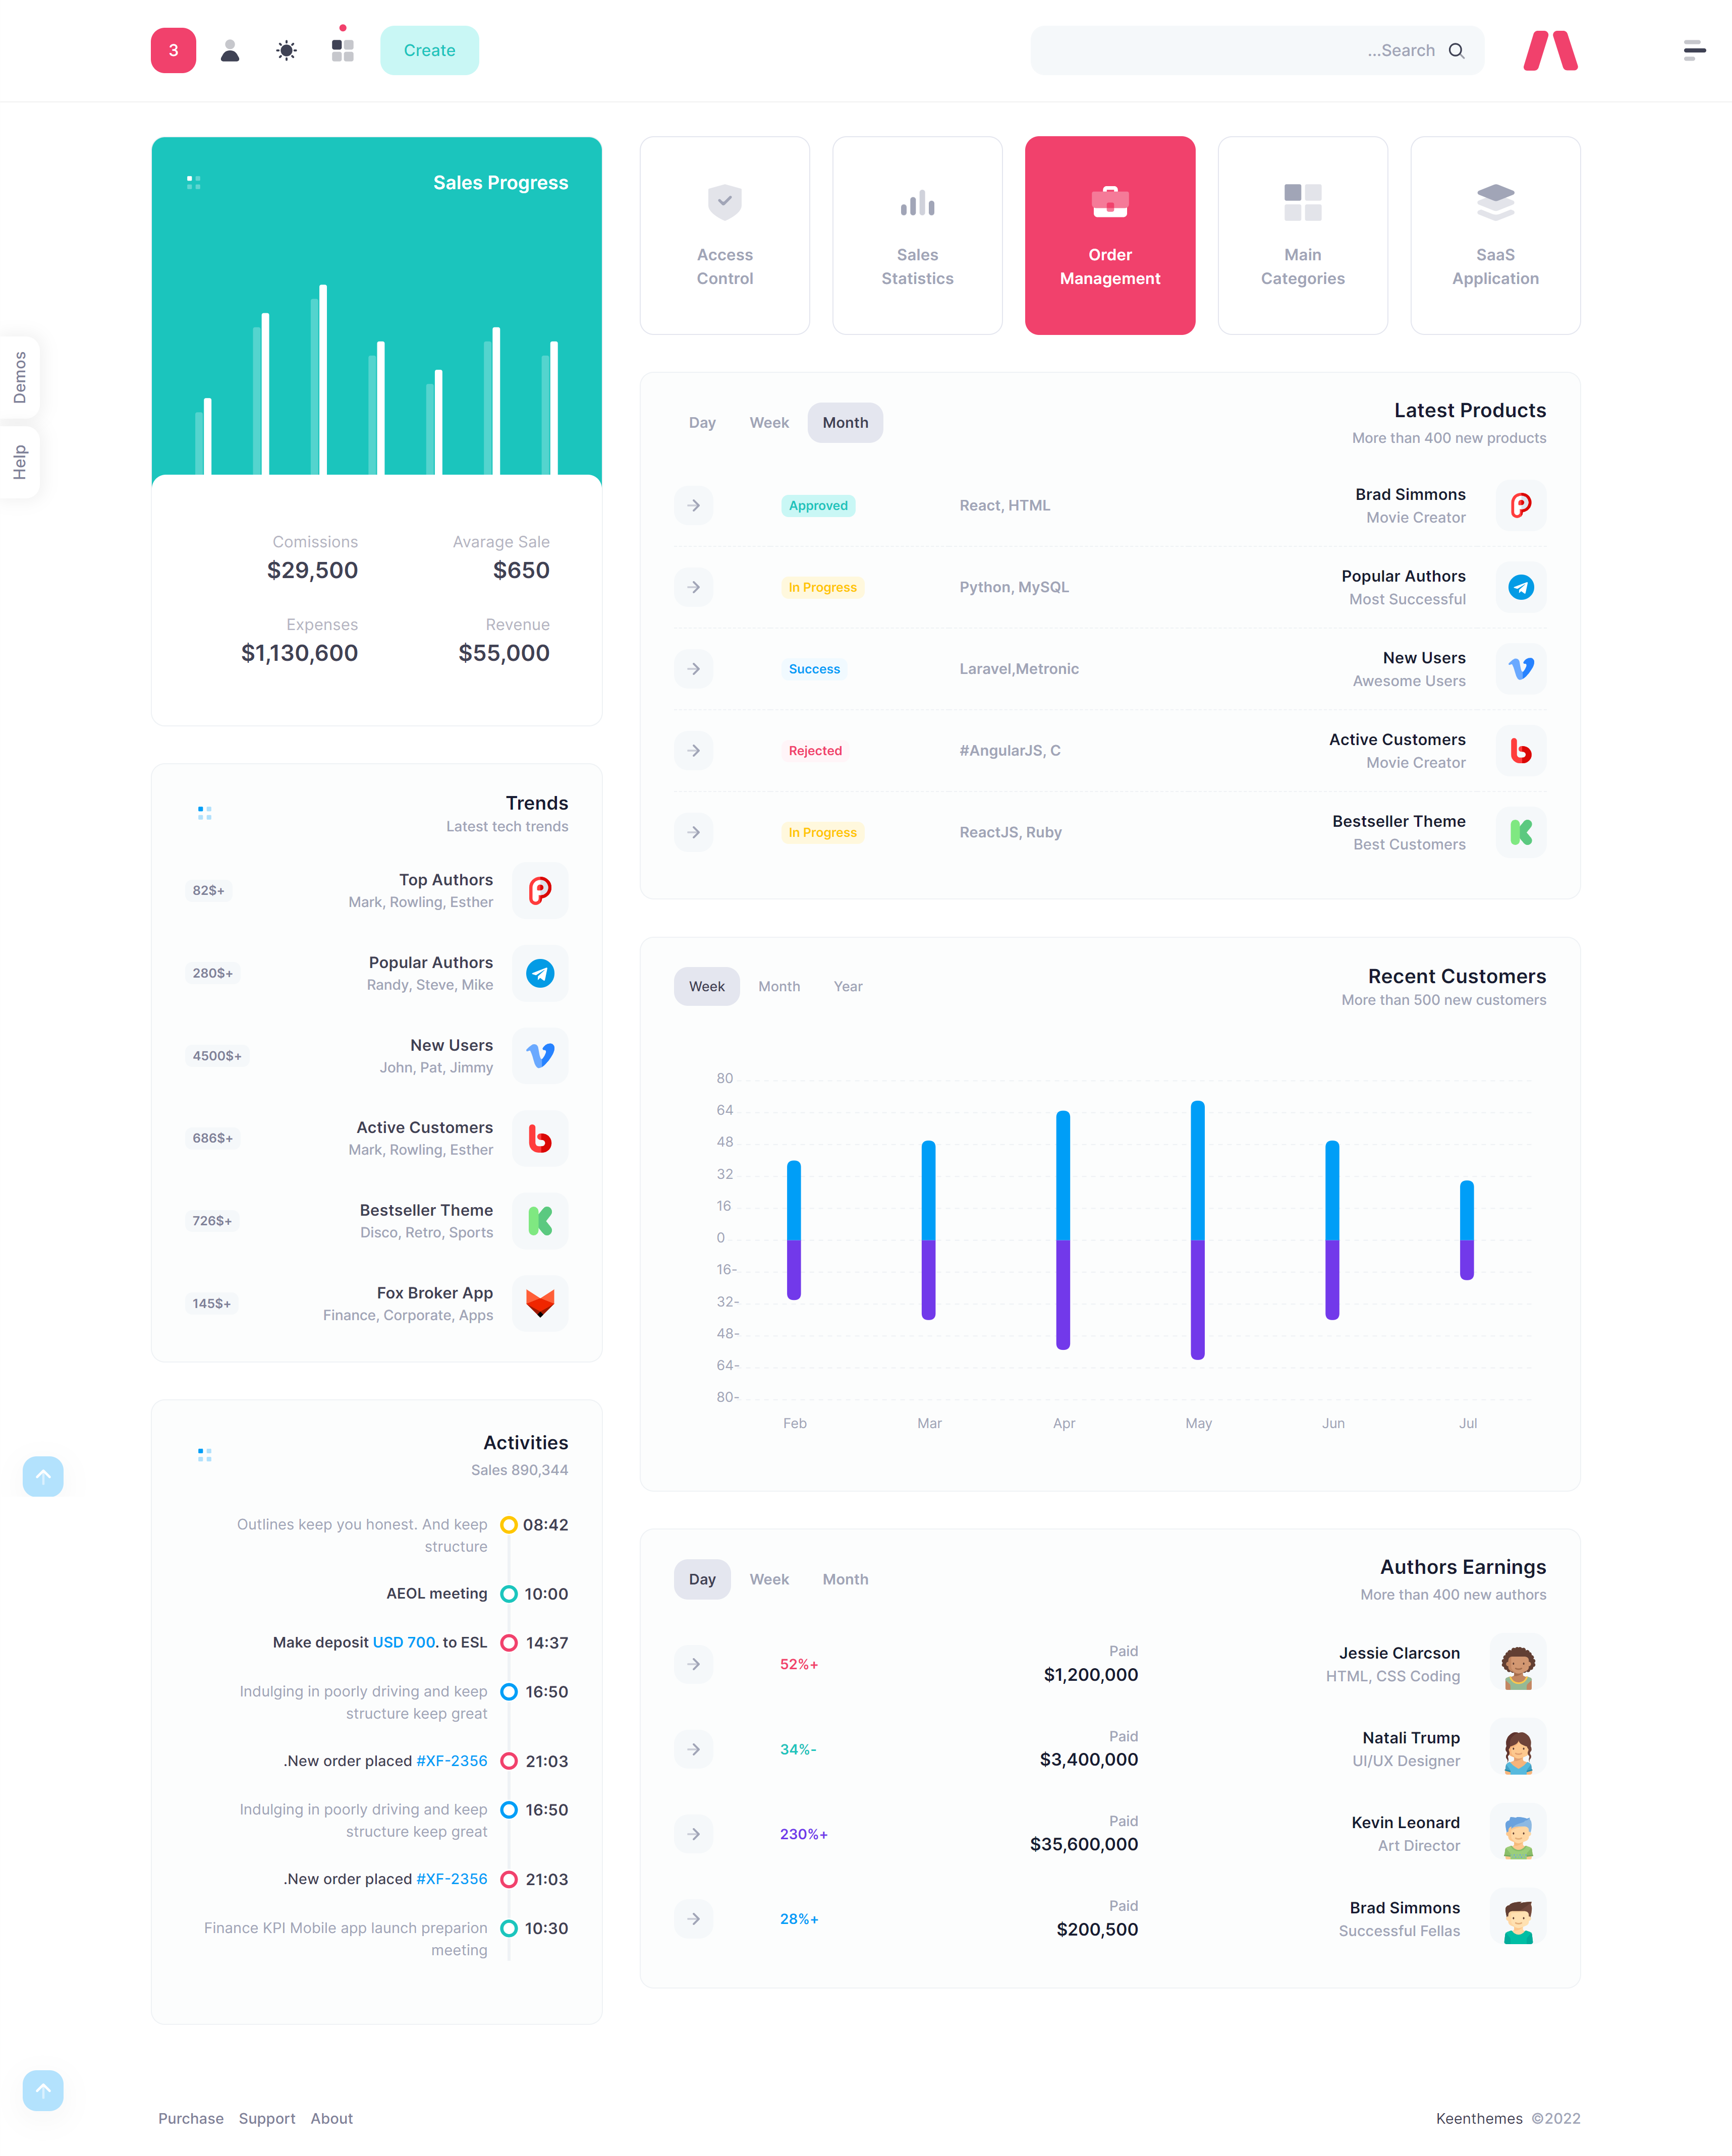 3
Create
...Search
Demos
Help
Sales Progress
Comissions
$29,500
Avarage Sale
$650
Expenses
$1,130,600
Revenue
$55,000
Access
Control
Sales
Statistics
Order
Management
Main
Categories
SaaS
Application
Latest Products
More than 400 new products
Day Week Month
Approved React, HTML Brad Simmons
Movie Creator
In Progress Python, MySQL Popular Authors
Most Successful
Success Laravel,Metronic New Users
Awesome Users
Rejected #AngularJS, C Active Customers
Movie Creator
In Progress ReactJS, Ruby Bestseller Theme
Best Customers
Trends
Latest tech trends
82$+ Top Authors
Mark, Rowling, Esther
280$+ Popular Authors
Randy, Steve, Mike
4500$+ New Users
John, Pat, Jimmy
686$+ Active Customers
Mark, Rowling, Esther
726$+ Bestseller Theme
Disco, Retro, Sports
145$+ Fox Broker App
Finance, Corporate, Apps
Recent Customers
More than 500 new customers
Week Month Year
80
64
48
32
16
0
16-
32-
48-
64-
80-
Feb Mar Apr May Jun Jul
Activities
Sales 890,344
Outlines keep you honest. And keep 08:42
structure
AEOL meeting 10:00
Make deposit USD 700. to ESL 14:37
Indulging in poorly driving and keep 16:50
structure keep great
.New order placed #XF-2356 21:03
Indulging in poorly driving and keep 16:50
structure keep great
.New order placed #XF-2356 21:03
Finance KPI Mobile app launch preparion 10:30
meeting
Authors Earnings
More than 400 new authors
Day Week Month
52%+ Paid
$1,200,000
Jessie Clarcson
HTML, CSS Coding
34%- Paid
$3,400,000
Natali Trump
UI/UX Designer
230%+ Paid
$35,600,000
Kevin Leonard
Art Director
28%+ Paid
$200,500
Brad Simmons
Successful Fellas
Purchase Support About
Keenthemes ©2022